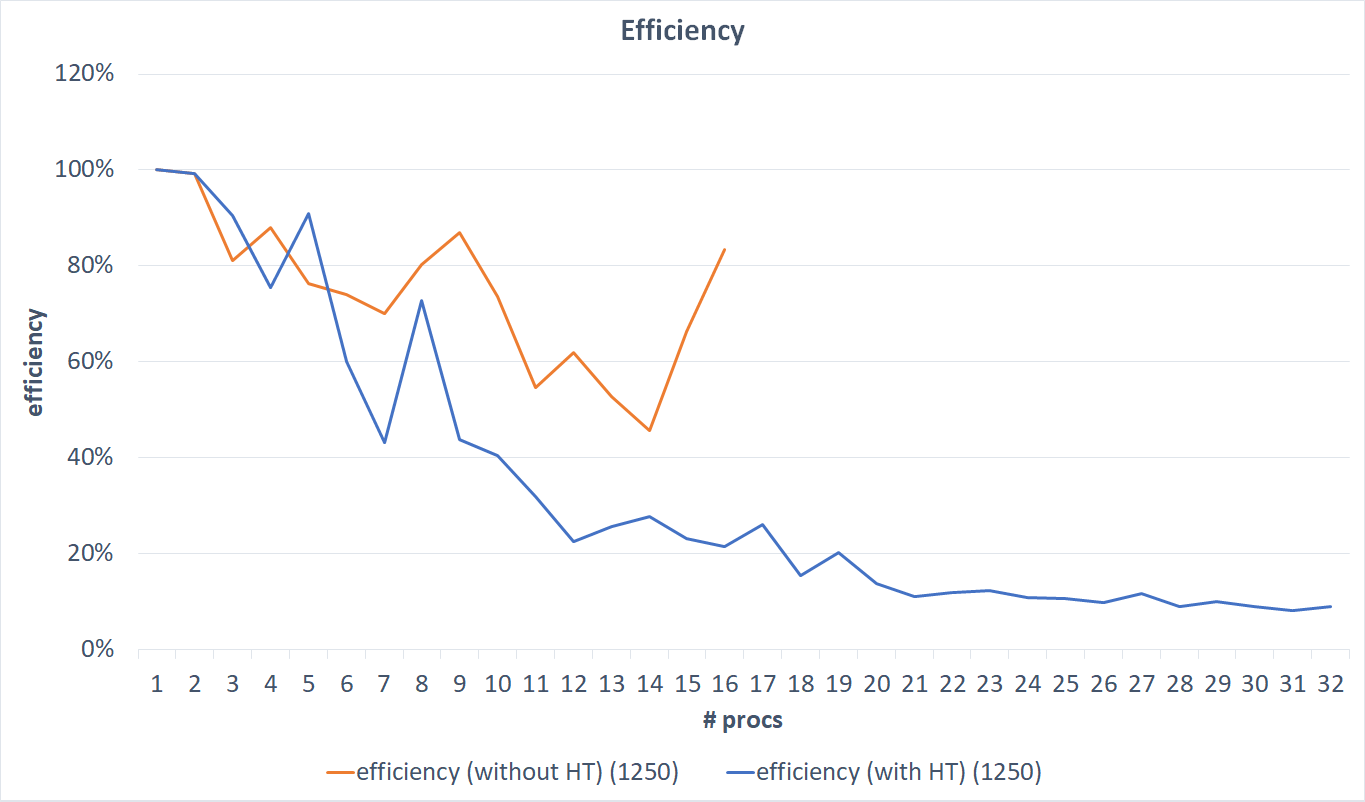 Efficiency
120%
100%
80%
60%
40%
20%
0%
efficiency
1 2 3 4 5 6 7 8 9 10 11 12 13 14 15 16 17 18 19 20 21 22 23 24 25 26 27 28 29 30 31 32
# procs
efficiency (without HT) (1250) efficiency (with HT) (1250)